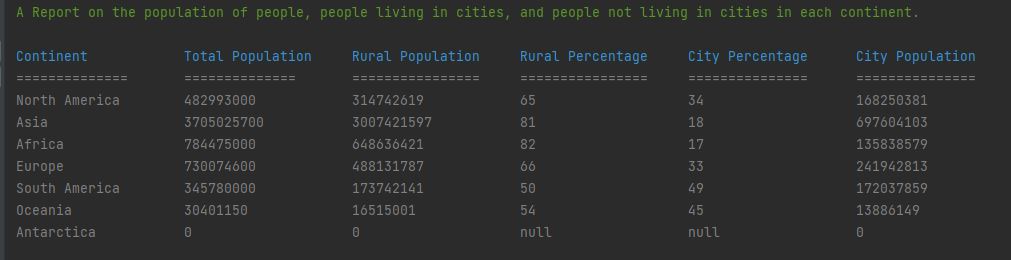 A Report on the population of people, people living in cities, and people not living in cities in each continent.
Continent Total Population Rural Population Rural Percentage City Percentage City Population
============== ============== ================ ================ =============== ===============
North America 482993000 314742619 65 34 168250381
Asia 3705025700 3007421597 81 18 697604103
Africa 784475000 648636421 82 17 135838579
Europe 730074600 488131787 66 33 241942813
South America 345780000 173742141 50 49 172037859
Oceania 30401150 16515001 54 45 13886149
Antarctica 0 0 null null 0